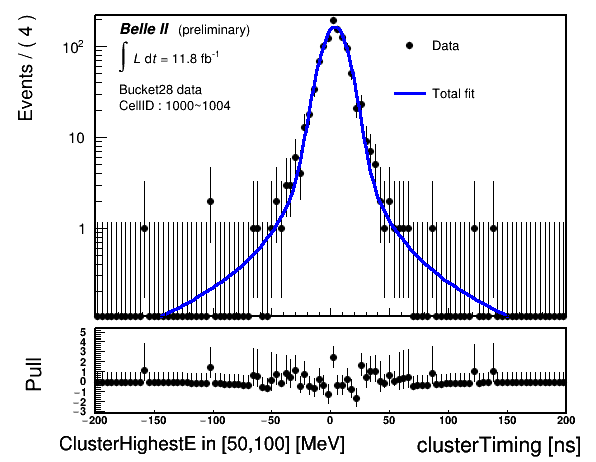 Events / ( 4 )
Belle II (preliminary)
∫ L dt = 11.8 fb⁻¹
Bucket28 data
CellID : 1000~1004
Data
Total fit
10²
10
1
Pull
5
4
3
2
1
0
−1
−2
−3
−200 −150 −100 −50 0 50 100 150 200
ClusterHighestE in [50,100] [MeV]
clusterTiming [ns]